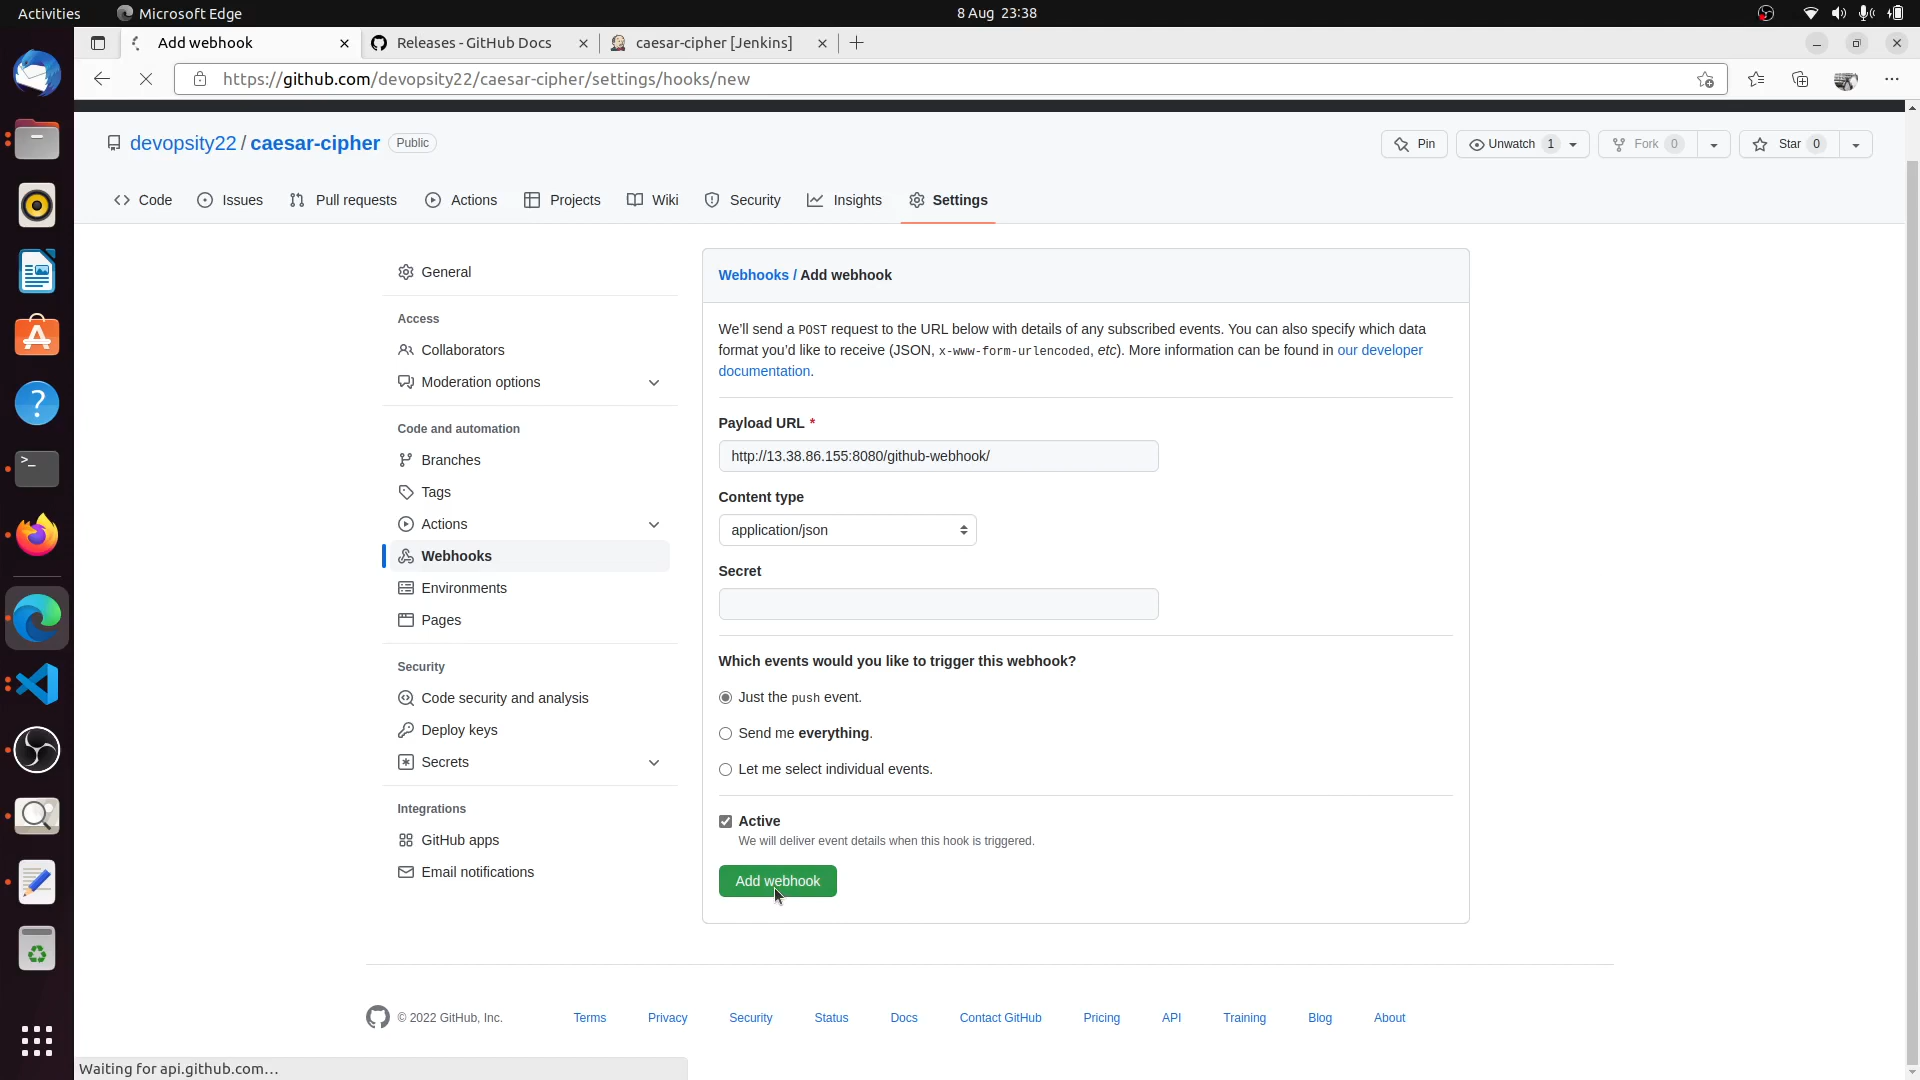 Activities Microsoft Edge 8 Aug 23:38
Add webhook Releases - GitHub Docs caesar-cipher [Jenkins]
https://github.com/devopsity22/caesar-cipher/settings/hooks/new
devopsity22 / caesar-cipher Public Pin Unwatch 1 Fork 0 Star 0
Code Issues Pull requests Actions Projects Wiki Security Insights Settings
General
Access
Collaborators
Moderation options
Code and automation
Branches
Tags
Actions
Webhooks
Environments
Pages
Security
Code security and analysis
Deploy keys
Secrets
Integrations
GitHub apps
Email notifications
Webhooks / Add webhook
We’ll send a POST request to the URL below with details of any subscribed events. You can also specify which data
format you’d like to receive (JSON, x-www-form-urlencoded, etc). More information can be found in our developer
documentation.
Payload URL *
http://13.38.86.155:8080/github-webhook/
Content type
application/json
Secret
Which events would you like to trigger this webhook?
Just the push event.
Send me everything.
Let me select individual events.
Active
We will deliver event details when this hook is triggered.
Add webhook
© 2022 GitHub, Inc. Terms Privacy Security Status Docs Contact GitHub Pricing API Training Blog About
Waiting for api.github.com...